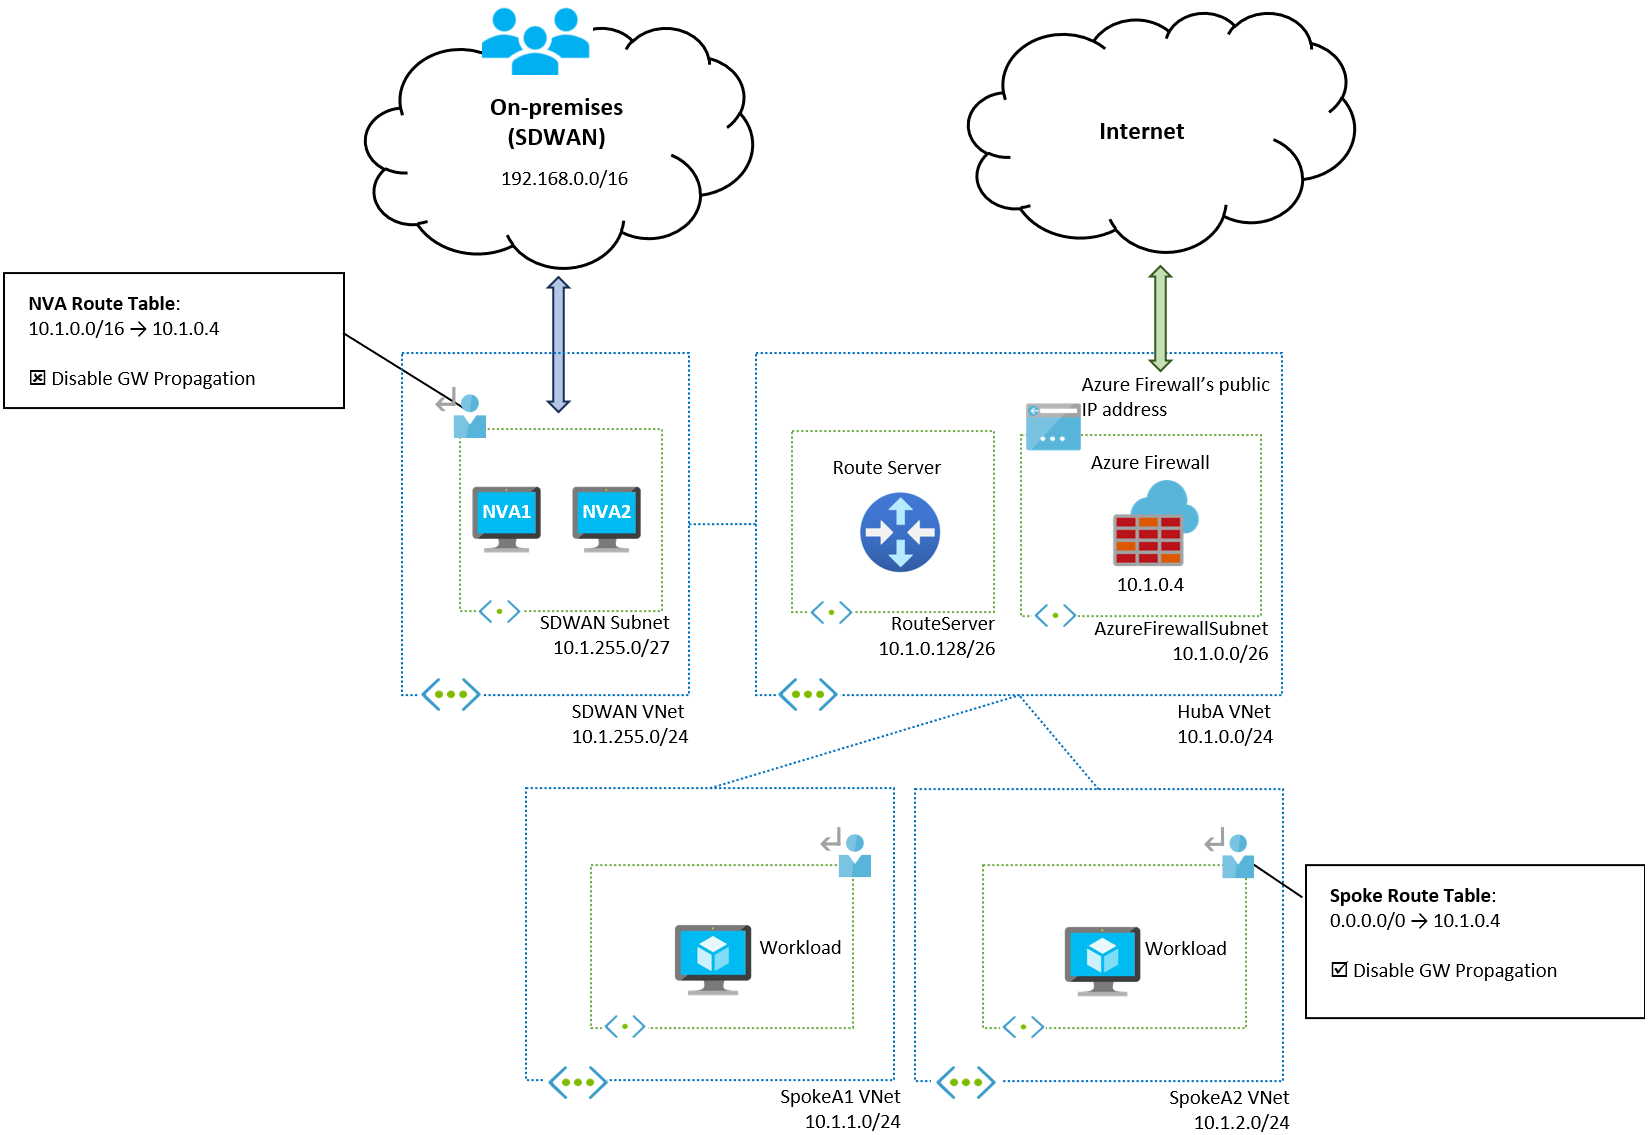 On-premises
(SDWAN)
192.168.0.0/16
Internet
NVA Route Table:
10.1.0.0/16 → 10.1.0.4
☒ Disable GW Propagation
Azure Firewall’s public
IP address
Route Server
Azure Firewall
NVA1
NVA2
10.1.0.4
SDWAN Subnet
10.1.255.0/27
RouteServer
10.1.0.128/26
AzureFirewallSubnet
10.1.0.0/26
SDWAN VNet
10.1.255.0/24
HubA VNet
10.1.0.0/24
Workload
Workload
Spoke Route Table:
0.0.0.0/0 → 10.1.0.4
☑ Disable GW Propagation
SpokeA1 VNet
10.1.1.0/24
SpokeA2 VNet
10.1.2.0/24